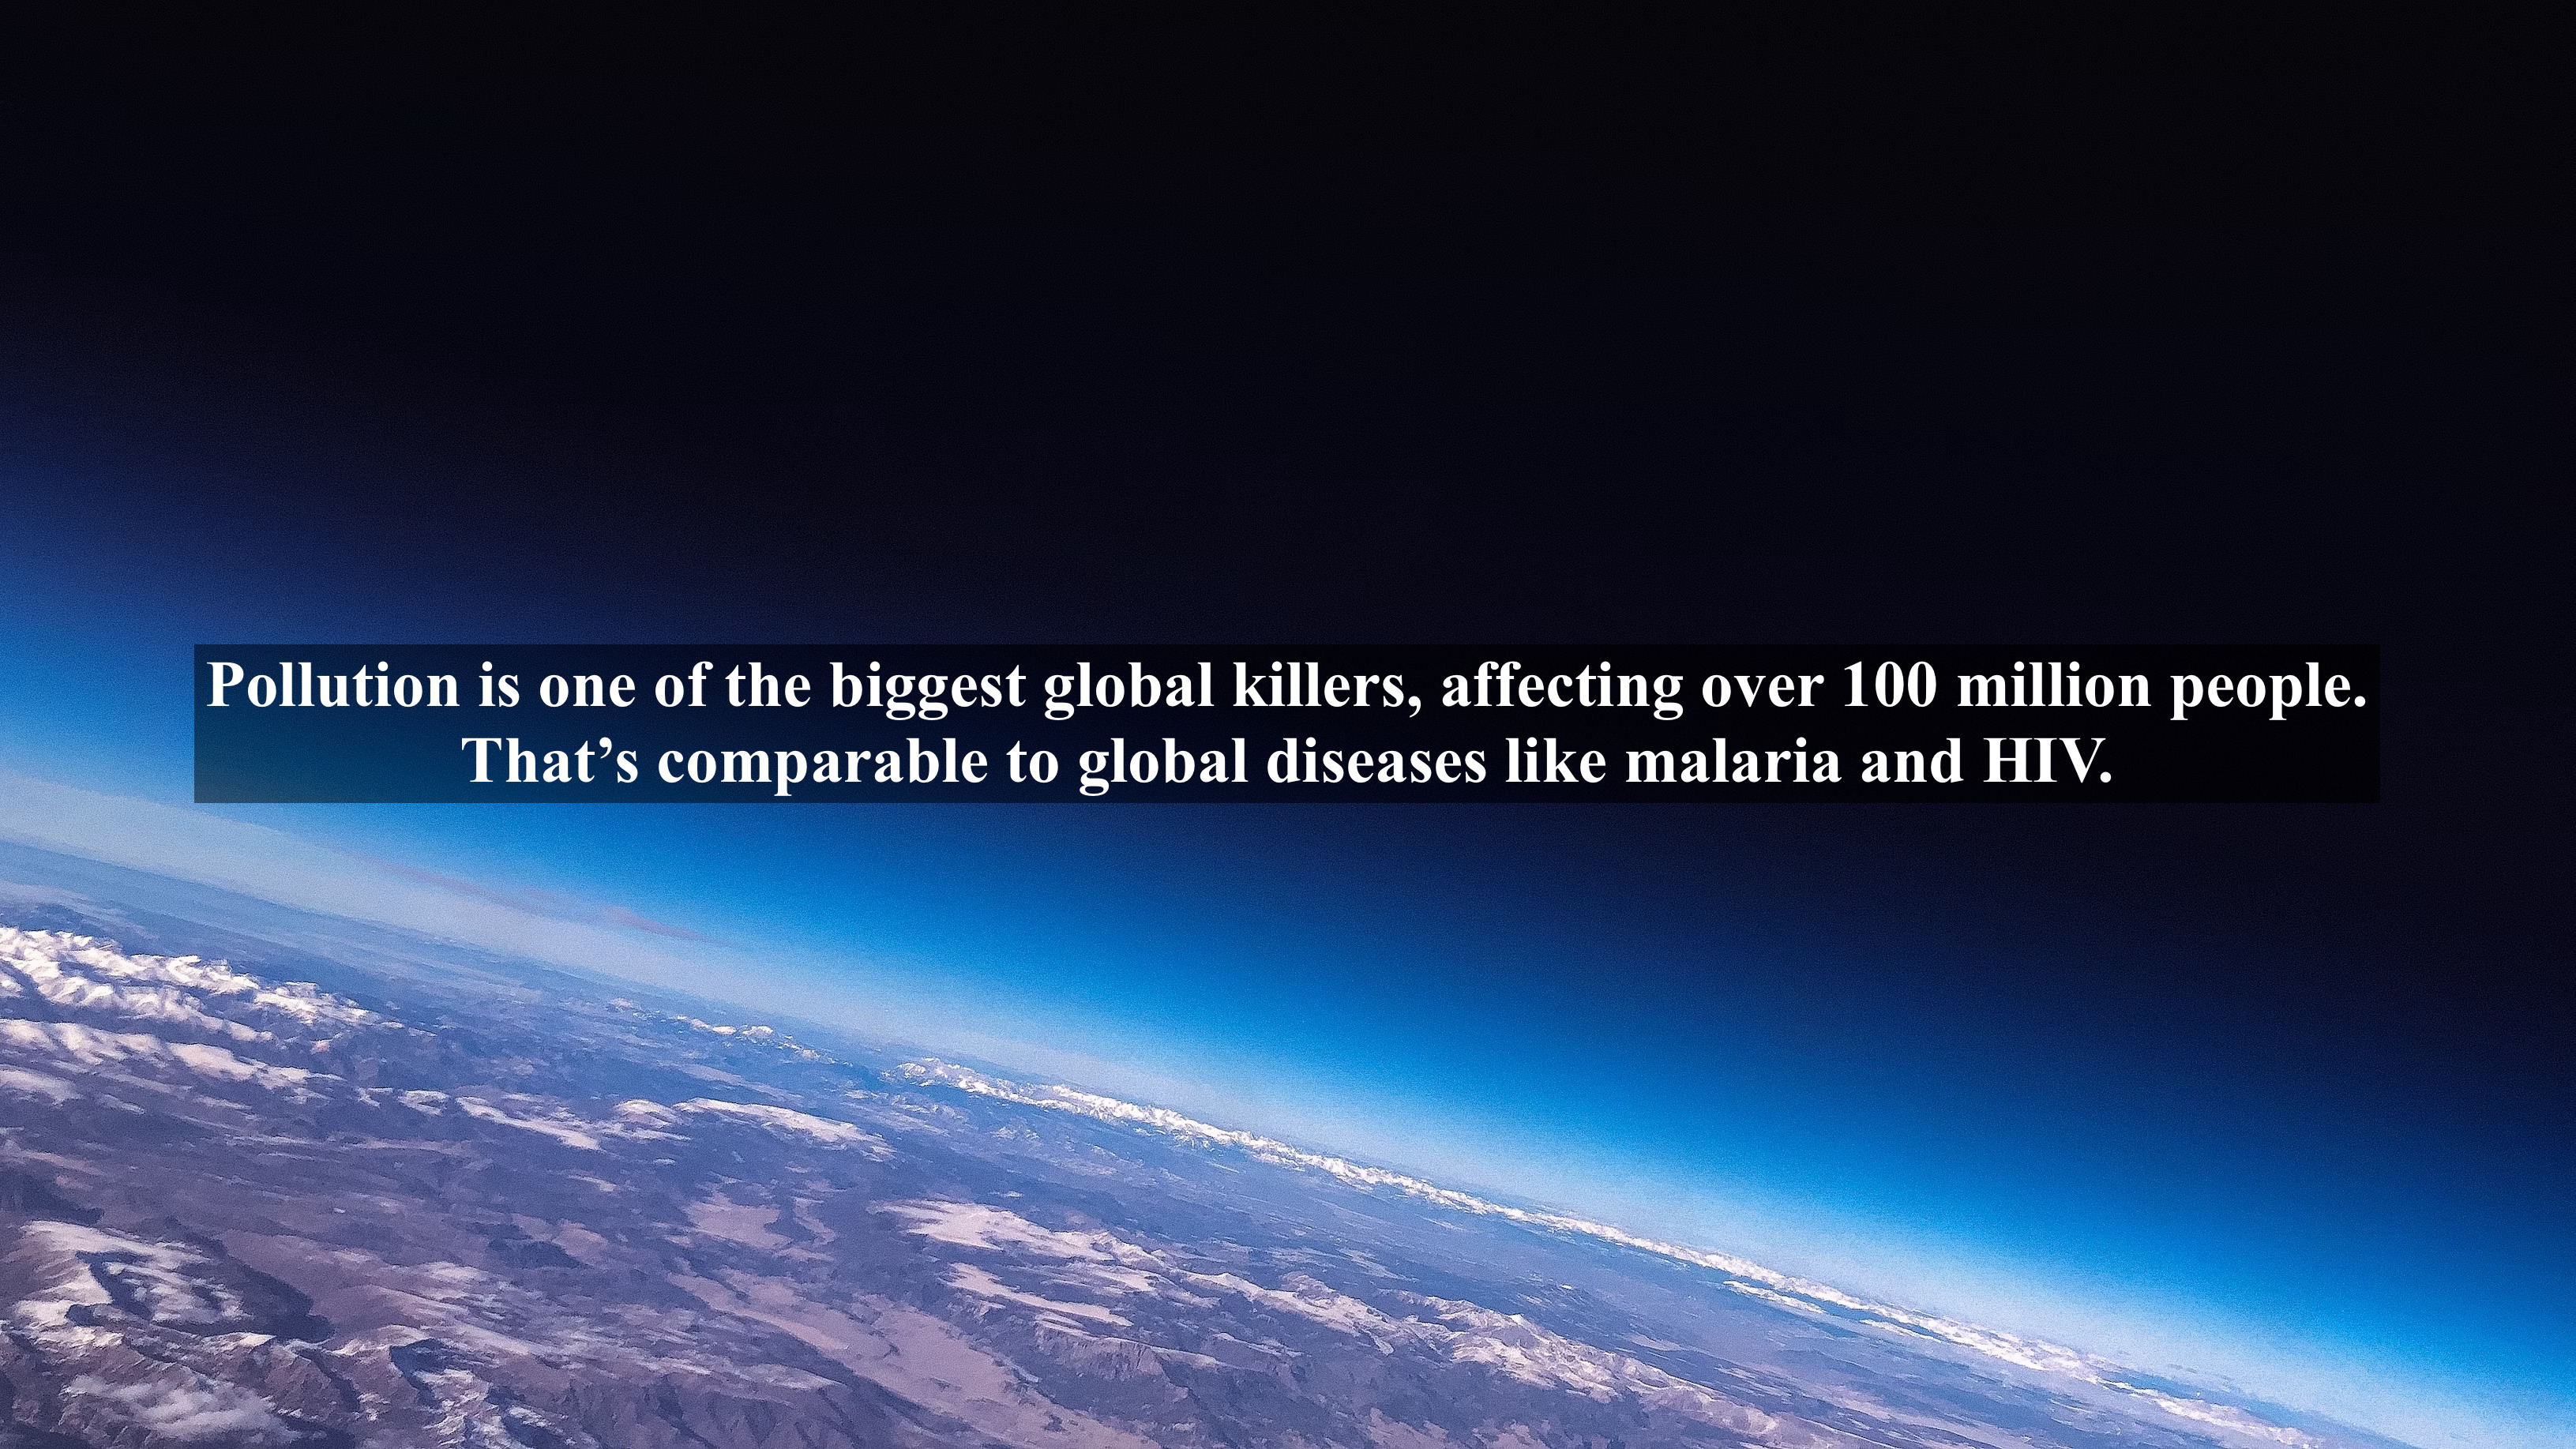 Pollution is one of the biggest global killers, affecting over 100 million people.
That’s comparable to global diseases like malaria and HIV.